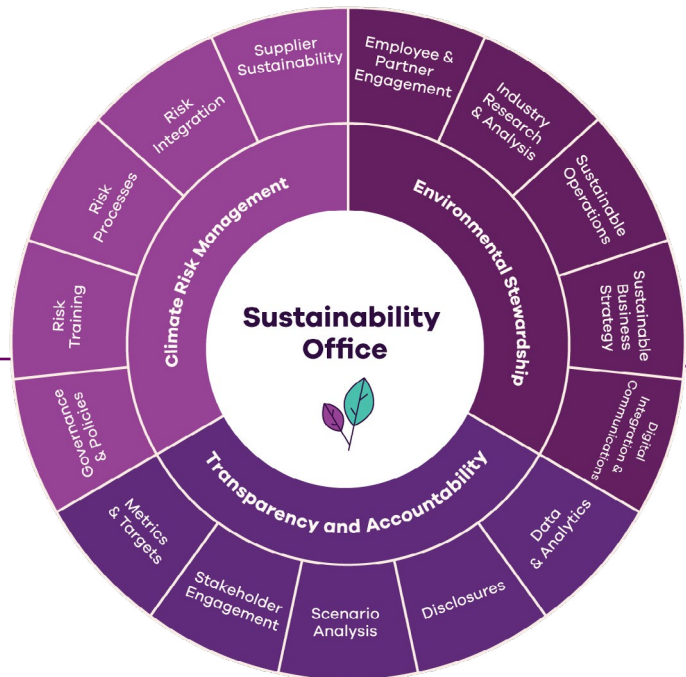 Sustainability
Office
Environmental Stewardship
Employee &
Partner
Engagement
Industry
Research
& Analysis
Sustainable
Operations
Sustainable
Business
Strategy
Digital
Integration &
Communications
Transparency and Accountability
Data
& Analytics
Disclosures
Scenario
Analysis
Stakeholder
Engagement
Metrics
& Targets
Climate Risk Management
Governance
& Policies
Risk
Training
Risk
Processes
Risk
Integration
Supplier
Sustainability